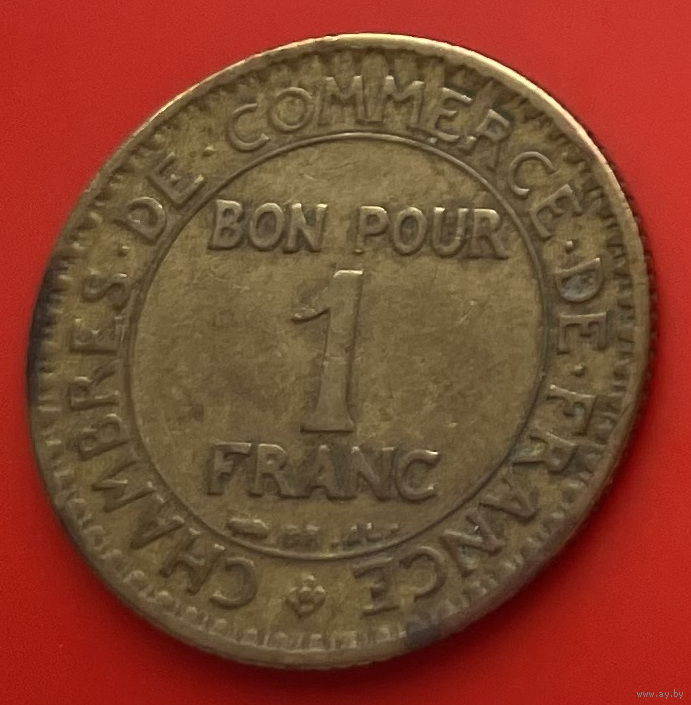 CHAMBRES · DE · COMMERCE · DE · FRANCE
BON POUR
1
FRANC
www.ay.by